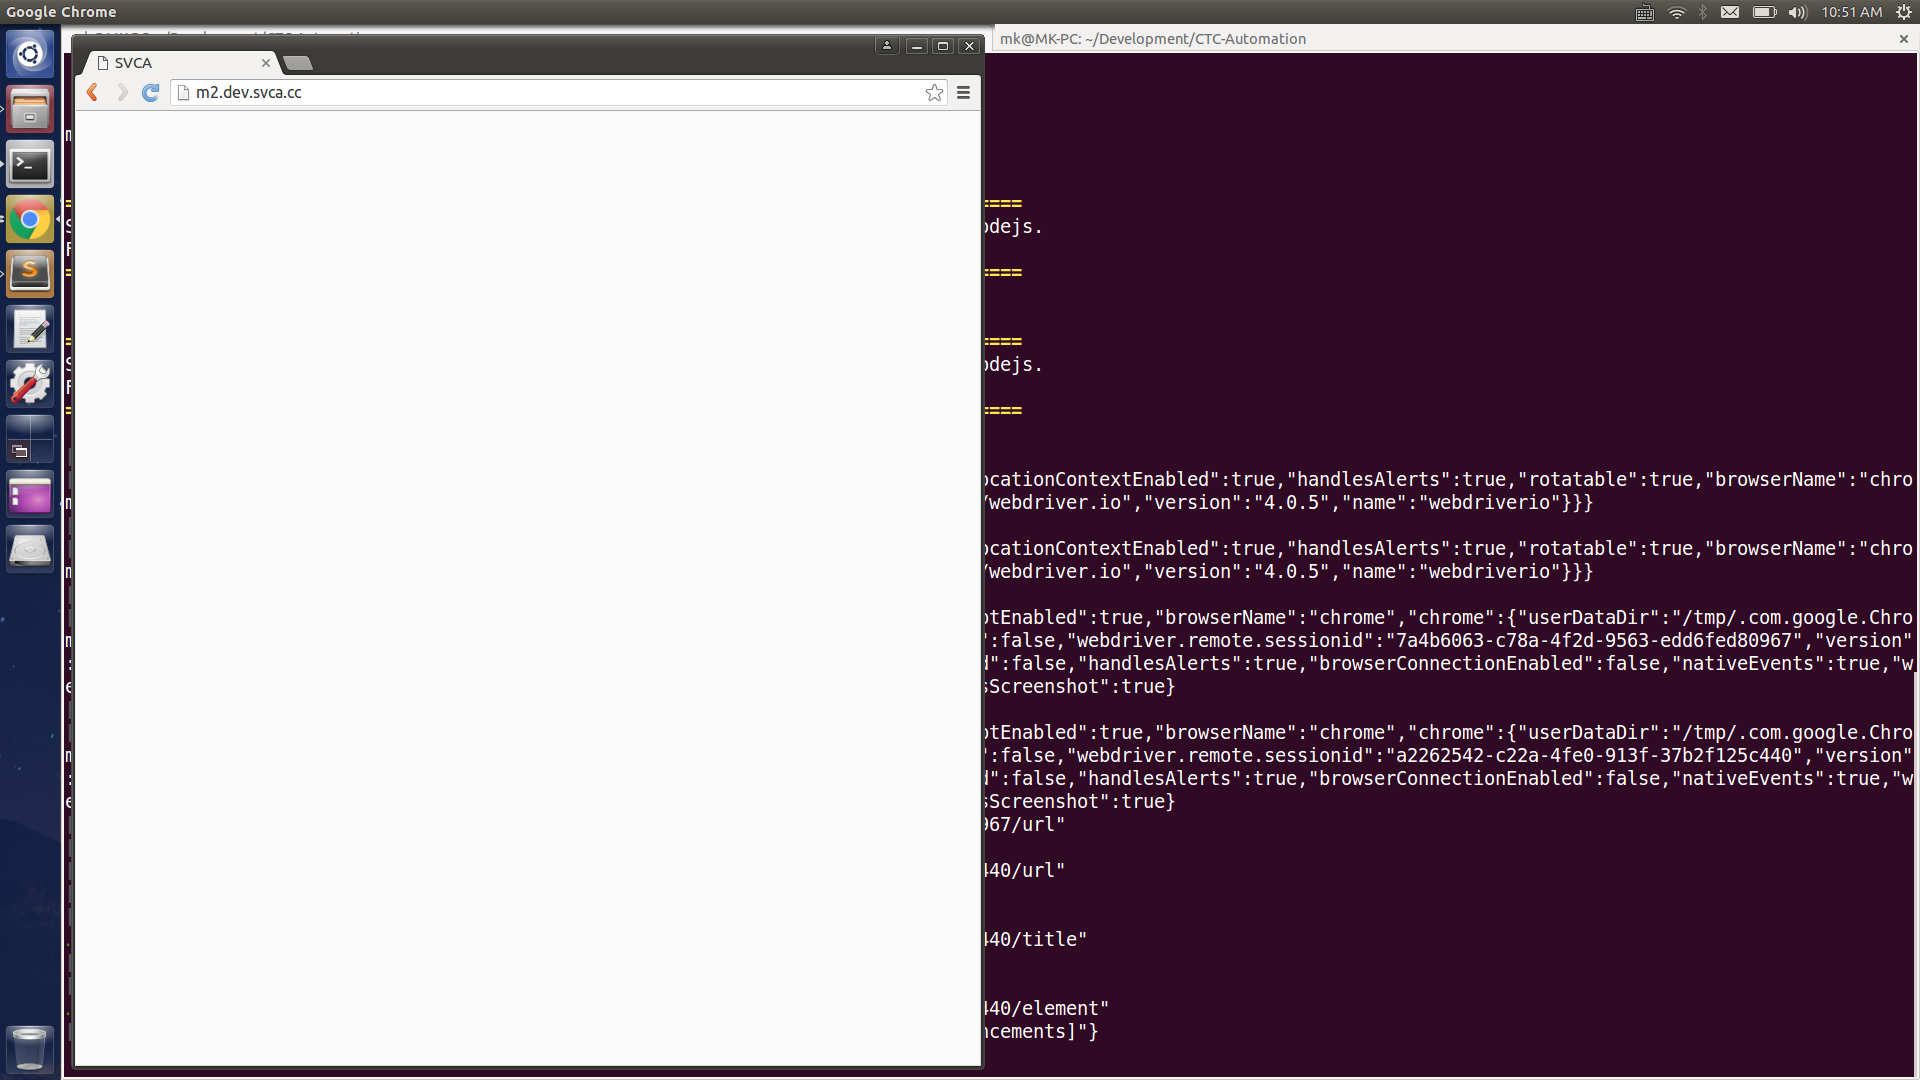 Google Chrome
10:51 AM
mk@MK-PC: ~/Development/CTC-Automation
SVCA
m2.dev.svca.cc
====
odejs.
====
====
odejs.
====
ocationContextEnabled":true,"handlesAlerts":true,"rotatable":true,"browserName":"chro
/webdriver.io","version":"4.0.5","name":"webdriverio"}}}
ocationContextEnabled":true,"handlesAlerts":true,"rotatable":true,"browserName":"chro
/webdriver.io","version":"4.0.5","name":"webdriverio"}}}
ptEnabled":true,"browserName":"chrome","chrome":{"userDataDir":"/tmp/.com.google.Chro
":false,"webdriver.remote.sessionid":"7a4b6063-c78a-4f2d-9563-edd6fed80967","version"
d":false,"handlesAlerts":true,"browserConnectionEnabled":false,"nativeEvents":true,"w
sScreenshot":true}
ptEnabled":true,"browserName":"chrome","chrome":{"userDataDir":"/tmp/.com.google.Chro
":false,"webdriver.remote.sessionid":"a2262542-c22a-4fe0-913f-37b2f125c440","version"
d":false,"handlesAlerts":true,"browserConnectionEnabled":false,"nativeEvents":true,"w
sScreenshot":true}
967/url"
440/url"
440/title"
440/element"
ncements]"}